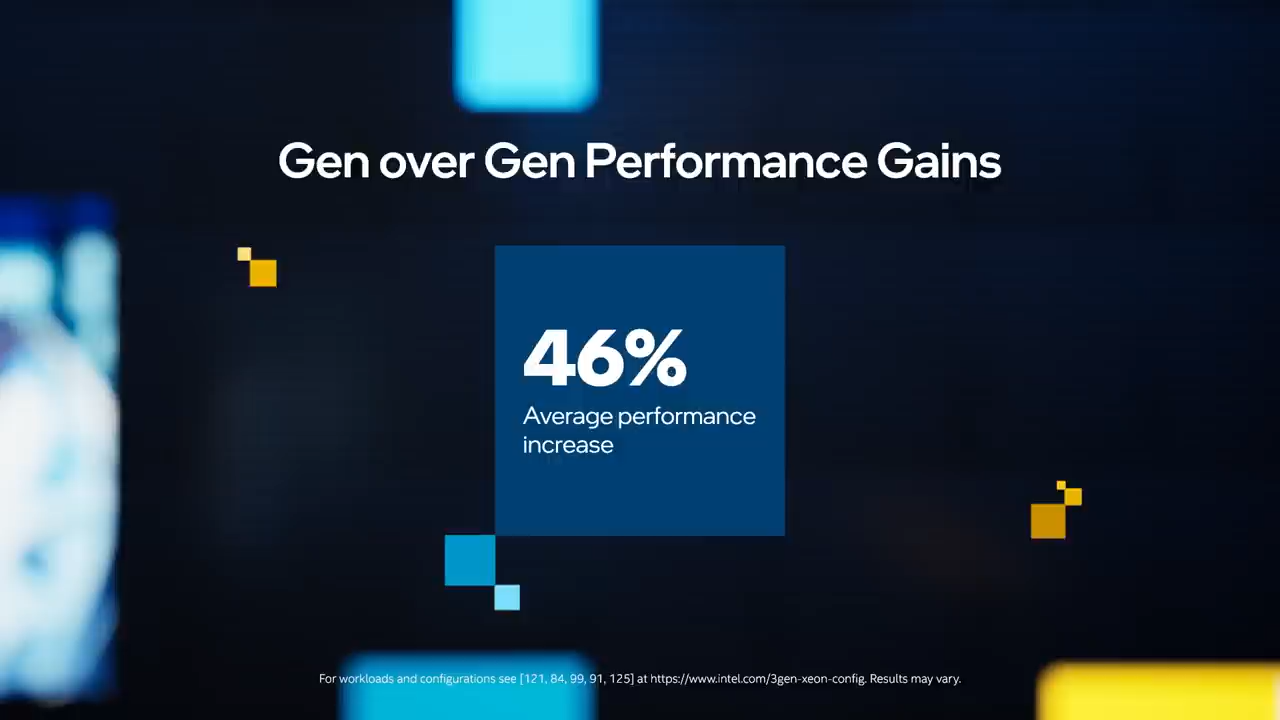 Gen over Gen Performance Gains
46%
Average performance
increase
For workloads and configurations see [121, 84, 99, 91, 125] at https://www.intel.com/3gen-xeon-config. Results may vary.